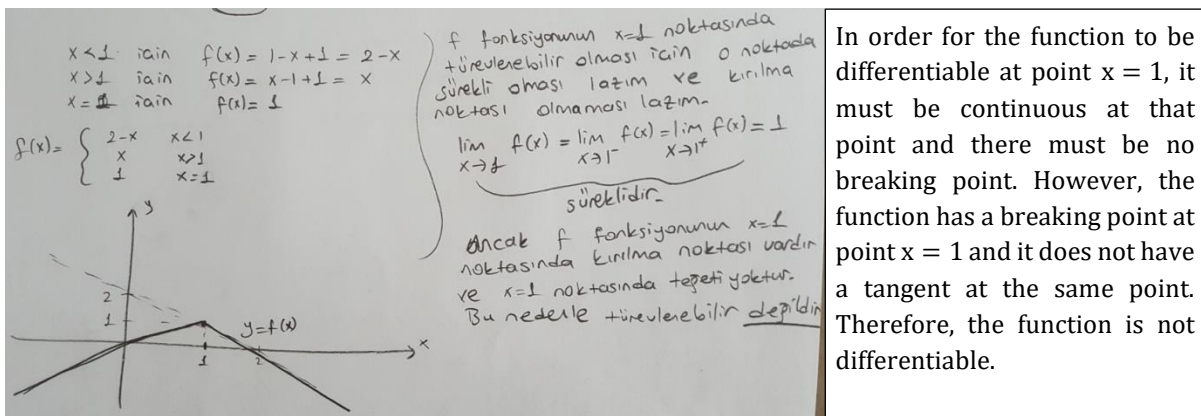 x<1 için f(x) = 1-x+1 = 2-x
x>1 için f(x) = x-1+1 = x
x=1 için f(x)= 1
f(x)= { 2-x x<1
x x>1
1 x=1
y
2
1
y=f(x)
x
1
2
f fonksiyonunun x=1 noktasında
türevlenebilir olması için o noktada
sürekli olması lazım ve kırılma
noktası olmaması lazım.
lim x→1 f(x) = lim x→1⁻ f(x) = lim x→1⁺ f(x) = 1
süreklidir.
Ancak f fonksiyonunun x=1
noktasında kırılma noktası vardır
ve x=1 noktasında teğeti yoktur.
Bu nedenle türevlenebilir değildir
In order for the function to be
differentiable at point x = 1, it
must be continuous at that
point and there must be no
breaking point. However, the
function has a breaking point at
point x = 1 and it does not have
a tangent at the same point.
Therefore, the function is not
differentiable.